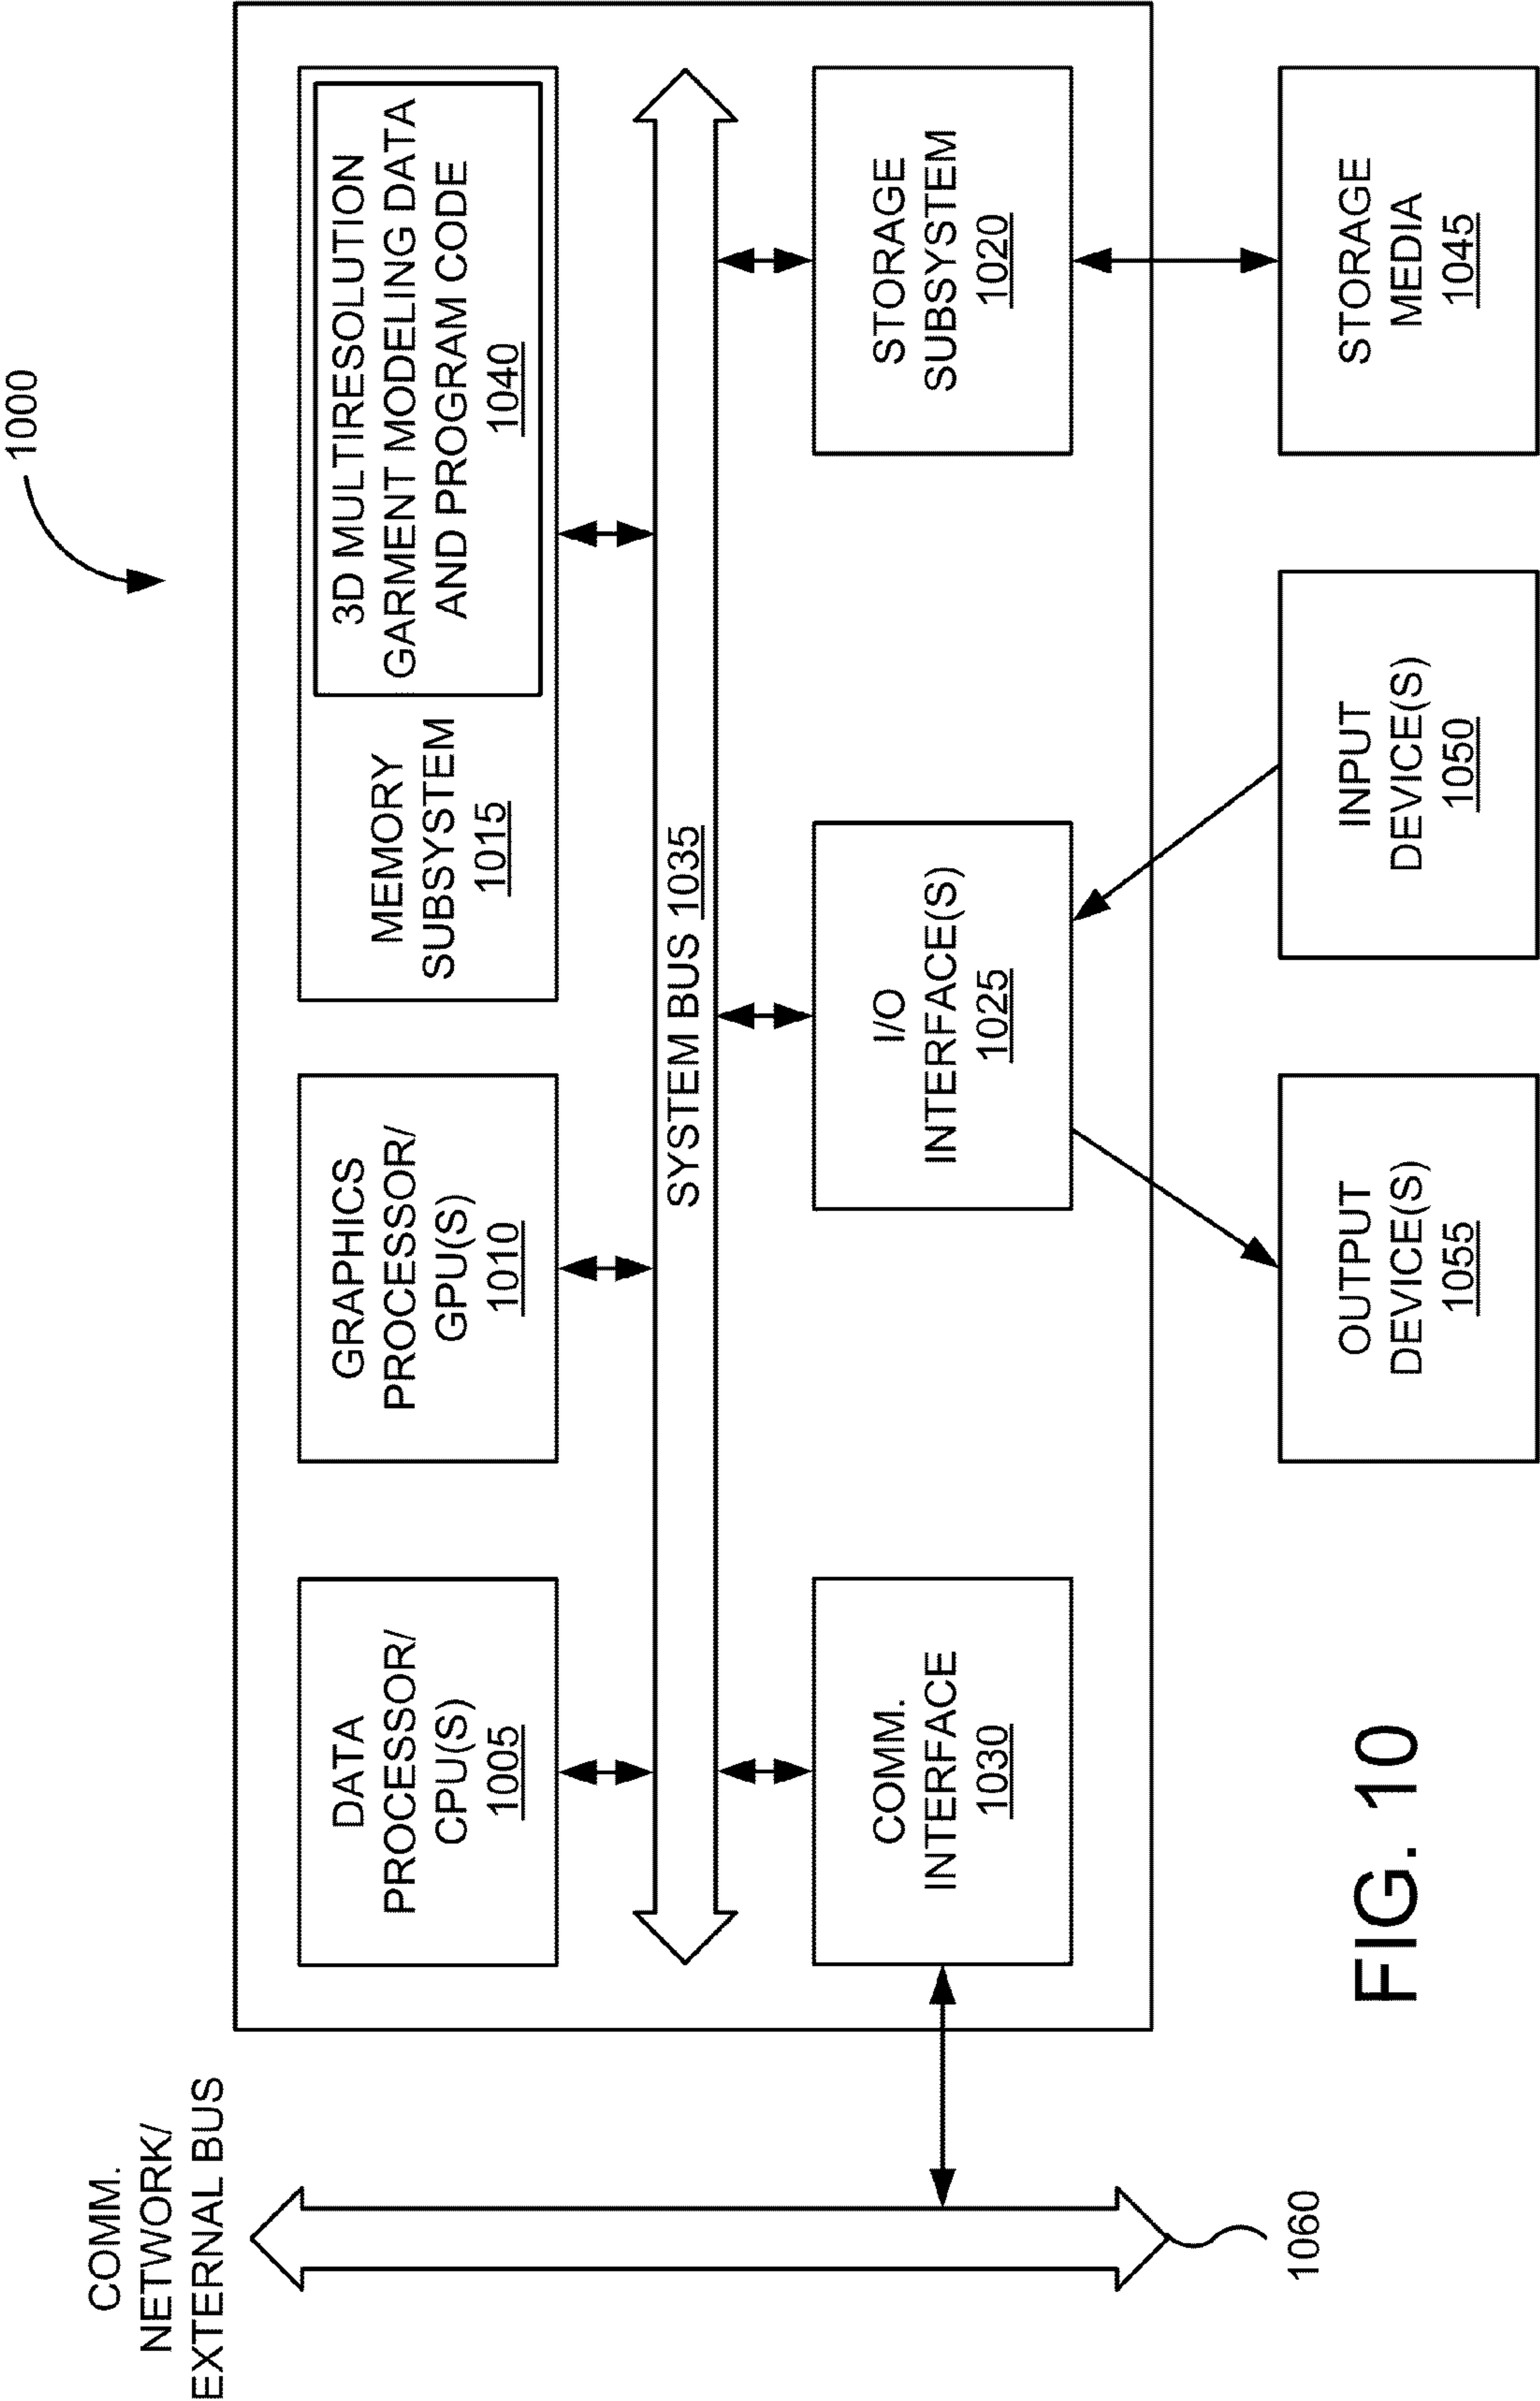 1000
COMM.
NETWORK/
EXTERNAL BUS
DATA
PROCESSOR/
CPU(S)
1005
GRAPHICS
PROCESSOR/
GPU(S)
1010
MEMORY
SUBSYSTEM
1015
3D MULTIRESOLUTION
GARMENT MODELING DATA
AND PROGRAM CODE
1040
SYSTEM BUS 1035
COMM.
INTERFACE
1030
I/O
INTERFACE(S)
1025
STORAGE
SUBSYSTEM
1020
1060
OUTPUT
DEVICE(S)
1055
INPUT
DEVICE(S)
1050
STORAGE
MEDIA
1045
FIG. 10